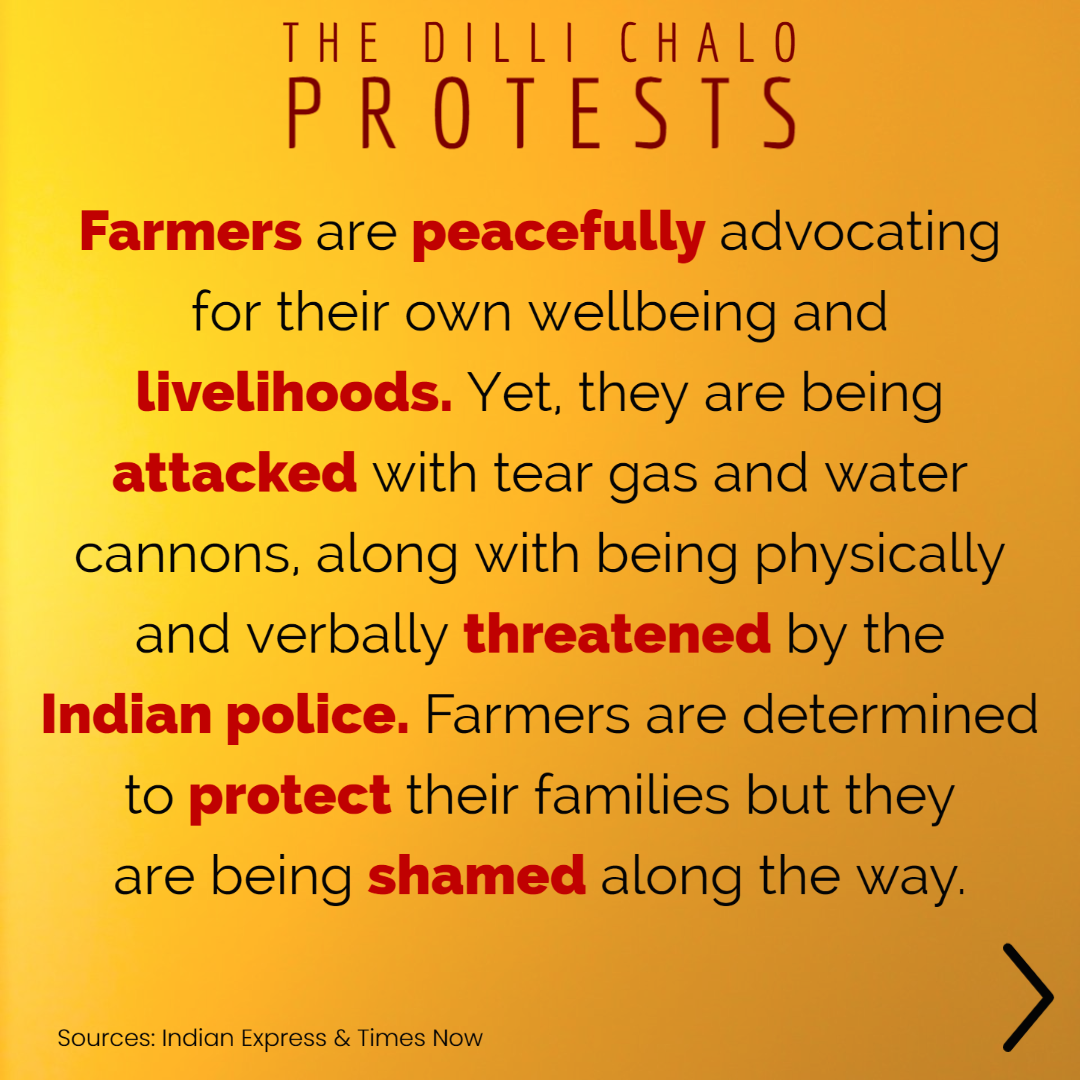 THE DILLI CHALO
PROTESTS
Farmers are peacefully advocating
for their own wellbeing and
livelihoods. Yet, they are being
attacked with tear gas and water
cannons, along with being physically
and verbally threatened by the
Indian police. Farmers are determined
to protect their families but they
are being shamed along the way.
Sources: Indian Express & Times Now